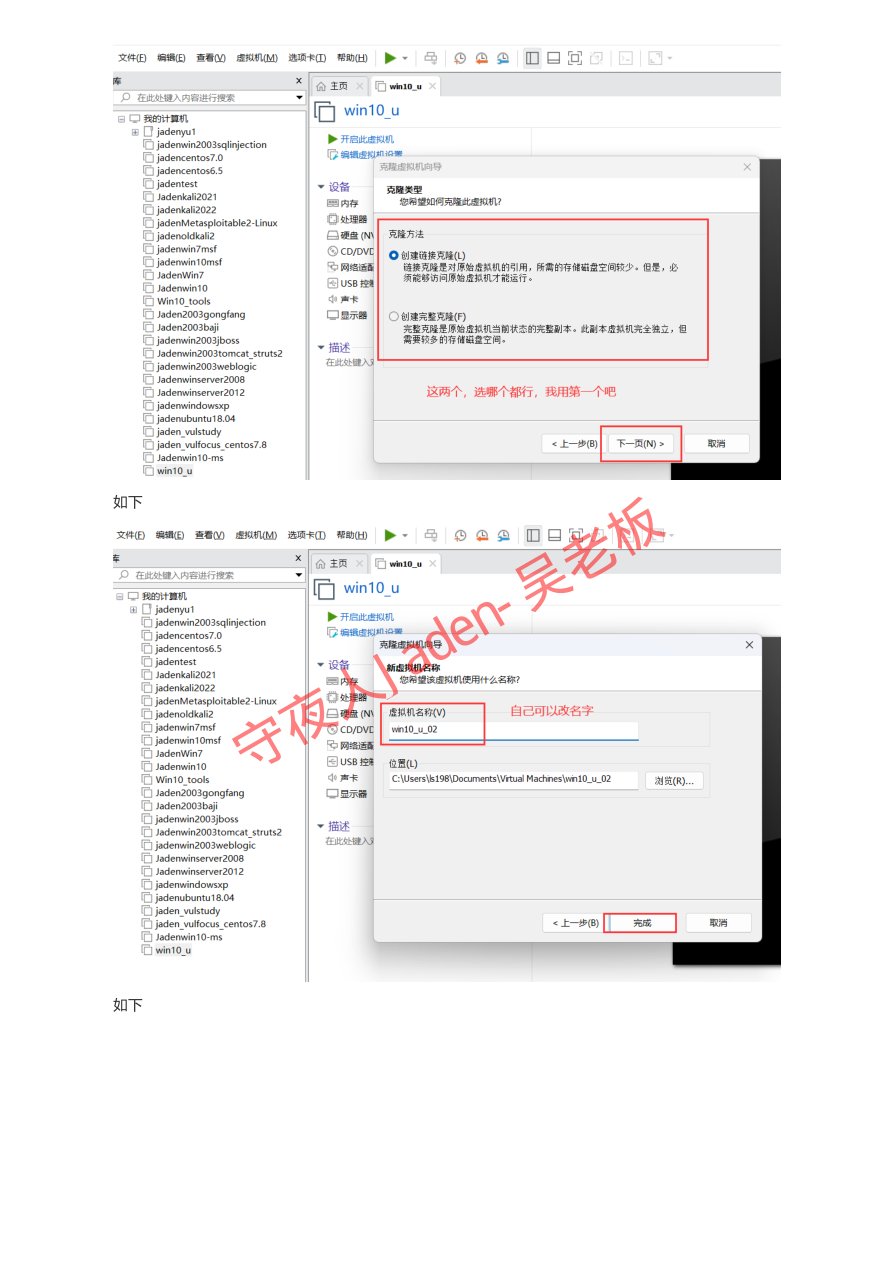 文件(F) 编辑(E) 查看(V) 虚拟机(M) 选项卡(T) 帮助(H)
库
在此处键入内容进行搜索
我的计算机
jadenyu1
jadenwin2003sqlinjection
jadencentos7.0
jadencentos6.5
jadentest
Jadenkali2021
jadenkali2022
jadenMetasploitable2-Linux
jadenoldkali2
jadenwin7msf
jadenwin10msf
JadenWin7
Jadenwin10
Win10_tools
Jaden2003gongfang
Jaden2003baji
jadenwin2003jboss
Jadenwin2003tomcat_struts2
jadenwin2003weblogic
Jadenwinserver2008
Jadenwinserver2012
jadenwindowsxp
jadenubuntu18.04
jaden_vulstudy
jaden_vulfocus_centos7.8
Jadenwin10-ms
win10_u
主页 win10_u
win10_u
开启此虚拟机
编辑虚拟机设置
设备
内存
处理器
硬盘 (NV
CD/DVD
网络适配
USB 控制
声卡
显示器
描述
在此处键入对
克隆虚拟机向导
克隆类型
您希望如何克隆此虚拟机?
克隆方法
创建链接克隆(L)
链接克隆是对原始虚拟机的引用，所需的存储磁盘空间较少。但是，必
须能够访问原始虚拟机才能运行。
创建完整克隆(F)
完整克隆是原始虚拟机当前状态的完整副本。此副本虚拟机完全独立，但
需要较多的存储磁盘空间。
这两个，选哪个都行，我用第一个吧
< 上一步(B) 下一页(N) > 取消
如下
文件(F) 编辑(E) 查看(V) 虚拟机(M) 选项卡(T) 帮助(H)
库
在此处键入内容进行搜索
我的计算机
jadenyu1
jadenwin2003sqlinjection
jadencentos7.0
jadencentos6.5
jadentest
Jadenkali2021
jadenkali2022
jadenMetasploitable2-Linux
jadenoldkali2
jadenwin7msf
jadenwin10msf
JadenWin7
Jadenwin10
Win10_tools
Jaden2003gongfang
Jaden2003baji
jadenwin2003jboss
Jadenwin2003tomcat_struts2
jadenwin2003weblogic
Jadenwinserver2008
Jadenwinserver2012
jadenwindowsxp
jadenubuntu18.04
jaden_vulstudy
jaden_vulfocus_centos7.8
Jadenwin10-ms
win10_u
主页 win10_u
win10_u
开启此虚拟机
编辑虚拟机设置
设备
内存
处理器
硬盘 (NV
CD/DVD
网络适配
USB 控制
声卡
显示器
描述
在此处键入对
克隆虚拟机向导
新虚拟机名称
您希望该虚拟机使用什么名称?
虚拟机名称(V)
自己可以改名字
win10_u_02
位置(L)
C:\Users\ls198\Documents\Virtual Machines\win10_u_02 浏览(R)...
< 上一步(B) 完成 取消
守夜人Jaden-吴老板
如下